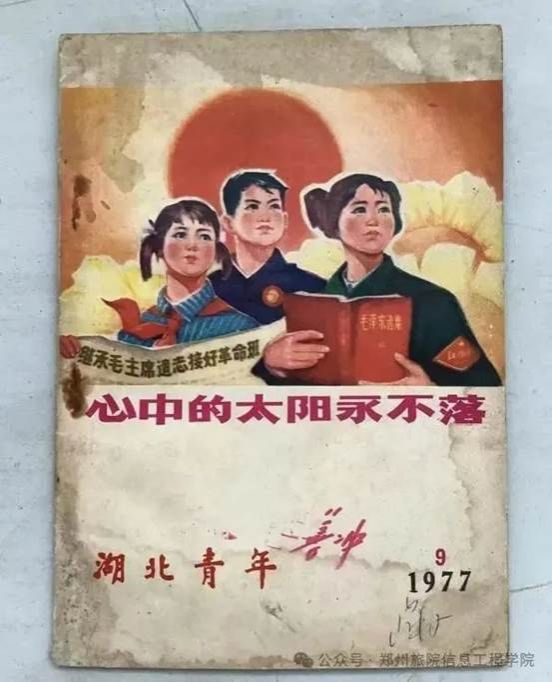 毛泽东选集
继承毛主席遗志接好革命班
心中的太阳永不落
湖北青年
9
1977
公众号·郑州旅院信息工程学院